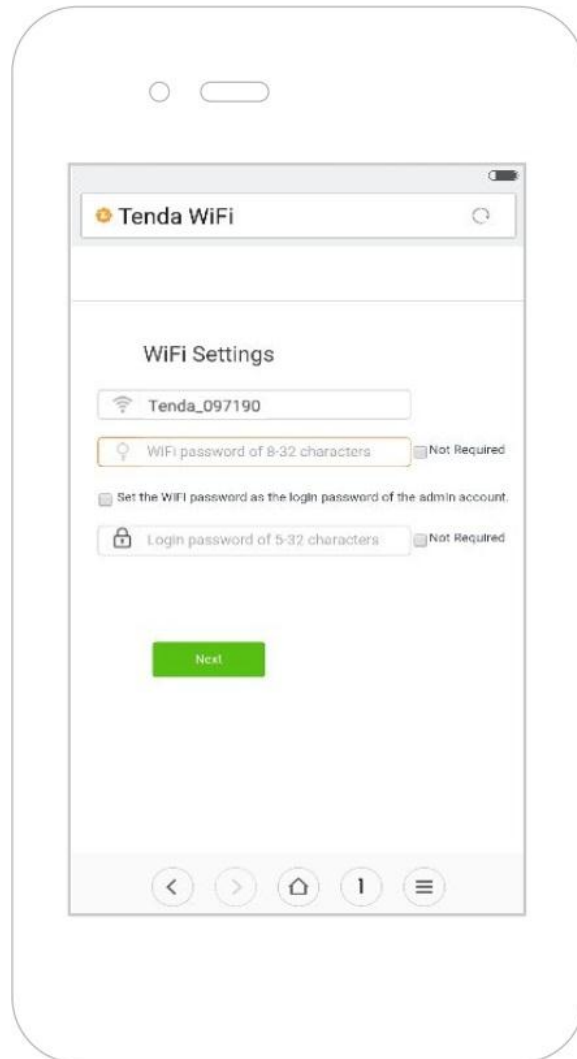 Tenda WiFi
WiFi Settings
Tenda_097190
WiFi password of 8-32 characters Not Required
Set the WiFi password as the login password of the admin account.
Login password of 5-32 characters Not Required
Next
1